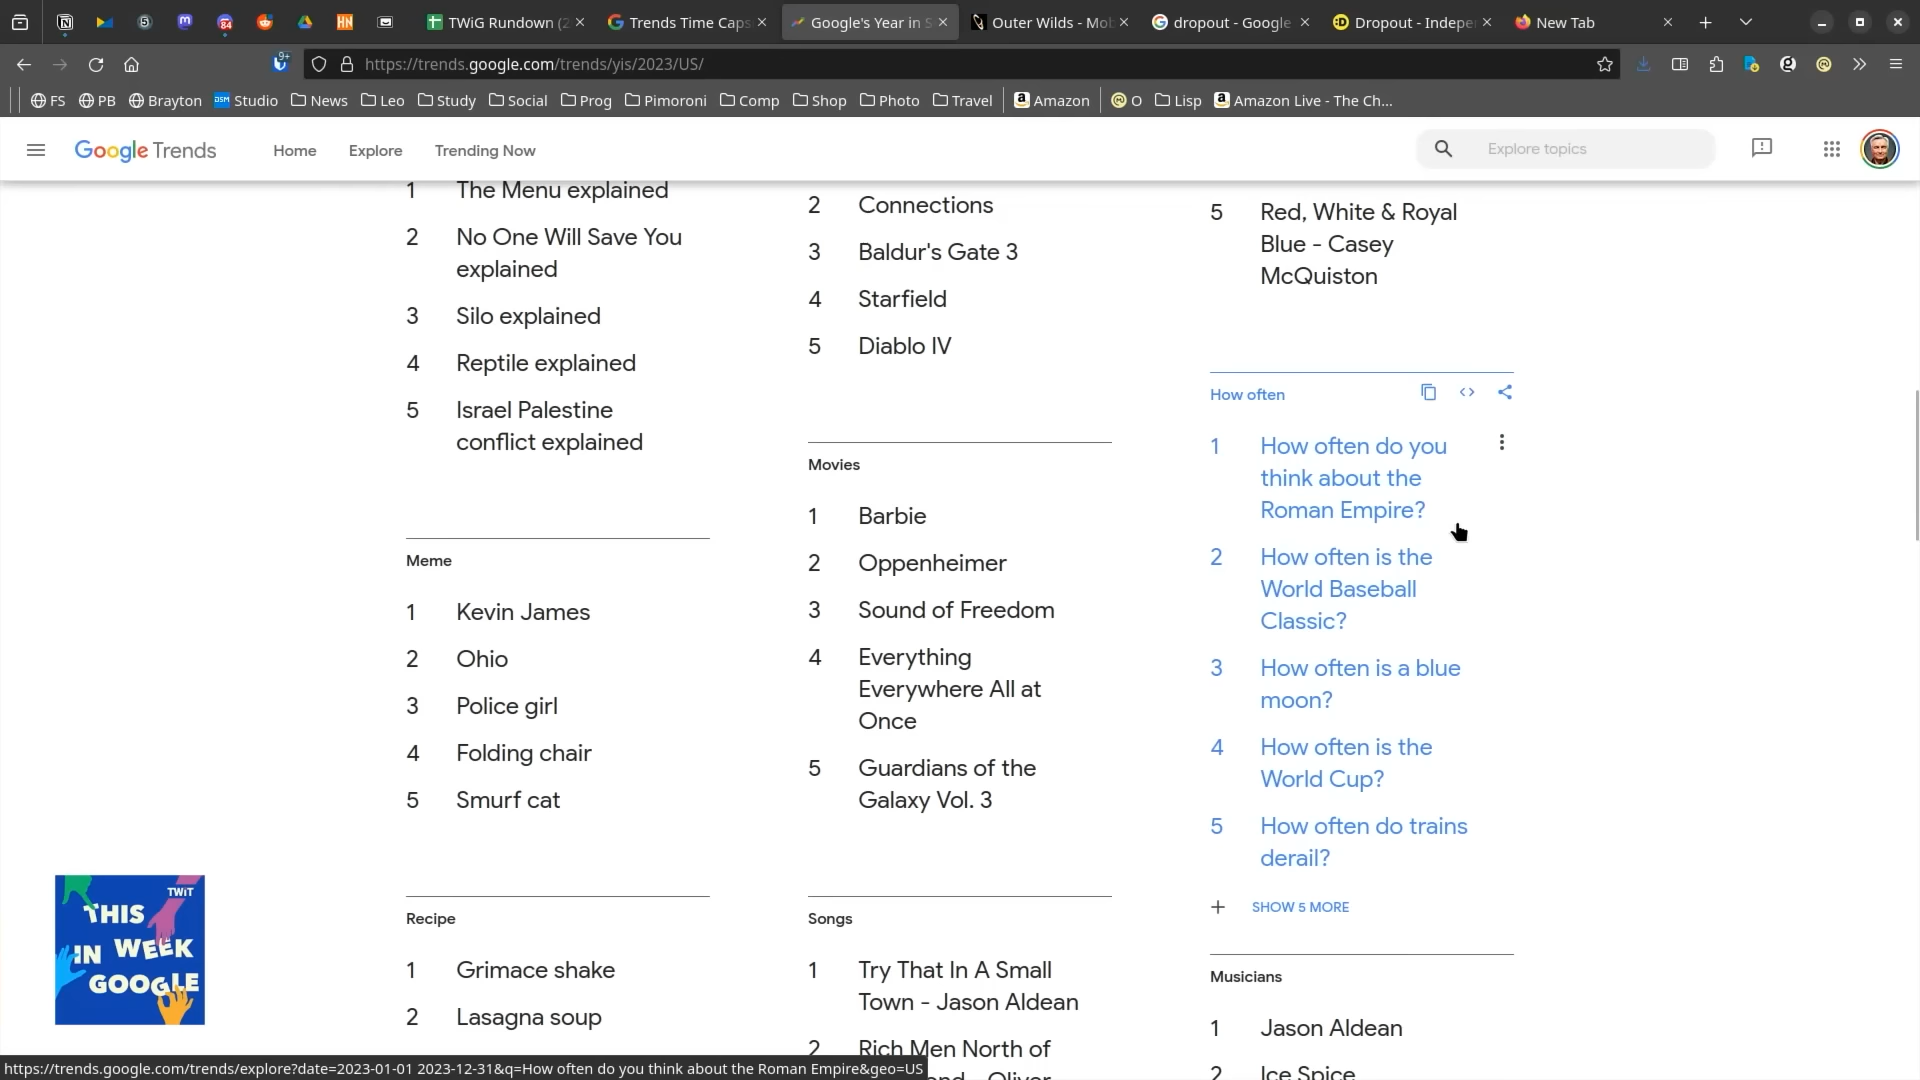 TWiG Rundown (2
Trends Time Caps
Google's Year in S
Outer Wilds - Mob
dropout - Google
Dropout - Indepe
New Tab
9+
https://trends.google.com/trends/yis/2023/US/
FS
PB
Brayton
DSM Studio
News
Leo
Study
Social
Prog
Pimoroni
Comp
Shop
Photo
Travel
Amazon
O
Lisp
Amazon Live - The Ch...
Google Trends
Home
Explore
Trending Now
Explore topics
1 The Menu explained
2 No One Will Save You
explained
3 Silo explained
4 Reptile explained
5 Israel Palestine
conflict explained
Meme
1 Kevin James
2 Ohio
3 Police girl
4 Folding chair
5 Smurf cat
Recipe
1 Grimace shake
2 Lasagna soup
2 Connections
3 Baldur's Gate 3
4 Starfield
5 Diablo IV
Movies
1 Barbie
2 Oppenheimer
3 Sound of Freedom
4 Everything
Everywhere All at
Once
5 Guardians of the
Galaxy Vol. 3
Songs
1 Try That In A Small
Town - Jason Aldean
2 Rich Men North of
5 Red, White & Royal
Blue - Casey
McQuiston
How often
1 How often do you
think about the
Roman Empire?
2 How often is the
World Baseball
Classic?
3 How often is a blue
moon?
4 How often is the
World Cup?
5 How often do trains
derail?
+ SHOW 5 MORE
Musicians
1 Jason Aldean
2 Ice Spice
TWiT
THIS
IN WEEK
GOOGLE
https://trends.google.com/trends/explore?date=2023-01-01 2023-12-31&q=How often do you think about the Roman Empire&geo=US